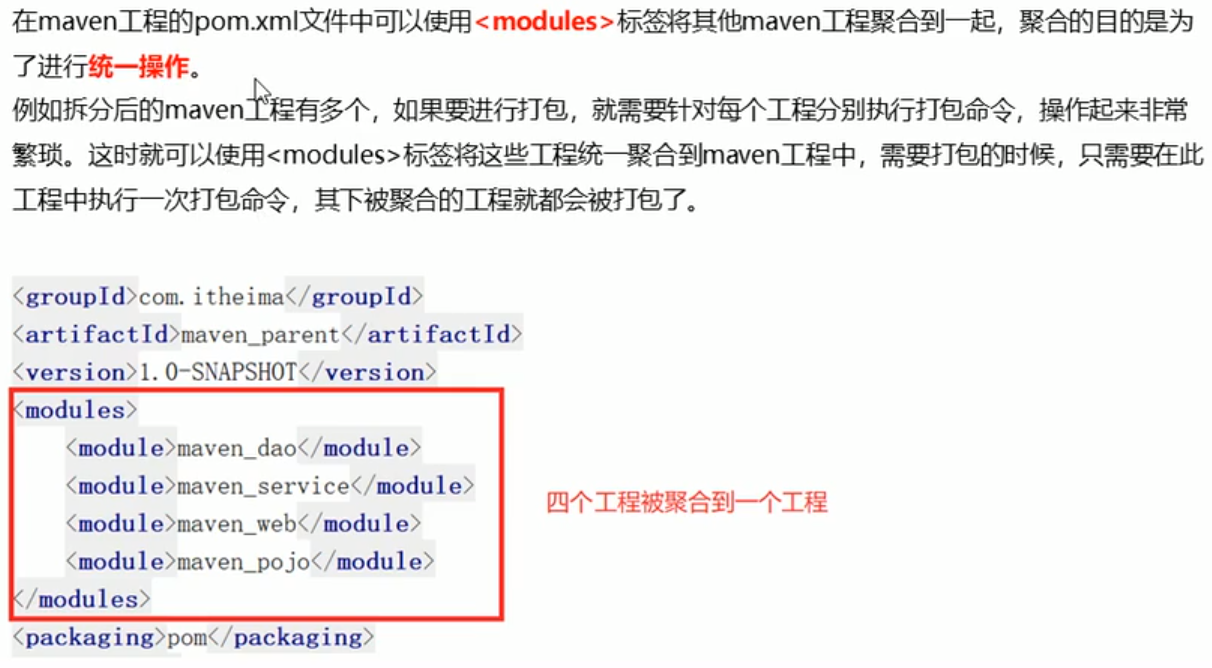 在maven工程的pom.xml文件中可以使用<modules>标签将其他maven工程聚合到一起，聚合的目的是为
了进行统一操作。
例如拆分后的maven工程有多个，如果要进行打包，就需要针对每个工程分别执行打包命令，操作起来非常
繁琐。这时就可以使用<modules>标签将这些工程统一聚合到maven工程中，需要打包的时候，只需要在此
工程中执行一次打包命令，其下被聚合的工程就都会被打包了。
<groupId>com.itheima</groupId>
<artifactId>maven_parent</artifactId>
<version>1.0-SNAPSHOT</version>
<modules>
<module>maven_dao</module>
<module>maven_service</module>
<module>maven_web</module>
<module>maven_pojo</module>
</modules>
<packaging>pom</packaging>
四个工程被聚合到一个工程